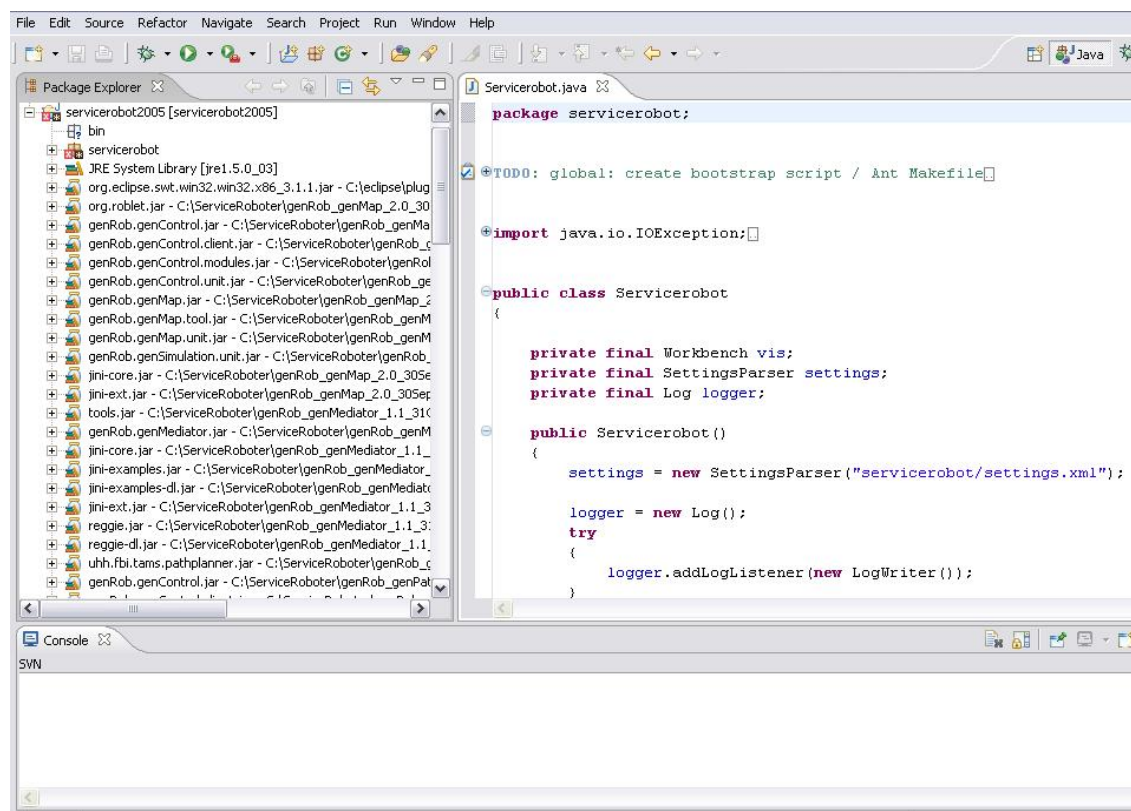 File Edit Source Refactor Navigate Search Project Run Window Help
Java
Package Explorer
servicerobot2005 [servicerobot2005]
bin
servicerobot
JRE System Library [jre1.5.0_03]
org.eclipse.swt.win32.win32.x86_3.1.1.jar - C:\eclipse\plug
org.roblet.jar - C:\ServiceRoboter\genRob_genMap_2.0_30
genRob.genControl.jar - C:\ServiceRoboter\genRob_genMa
genRob.genControl.client.jar - C:\ServiceRoboter\genRob_g
genRob.genControl.modules.jar - C:\ServiceRoboter\genRol
genRob.genControl.unit.jar - C:\ServiceRoboter\genRob_ge
genRob.genMap.jar - C:\ServiceRoboter\genRob_genMap_2
genRob.genMap.tool.jar - C:\ServiceRoboter\genRob_genM
genRob.genMap.unit.jar - C:\ServiceRoboter\genRob_genM
genRob.genSimulation.unit.jar - C:\ServiceRoboter\genRob_
jini-core.jar - C:\ServiceRoboter\genRob_genMap_2.0_30Se
jini-ext.jar - C:\ServiceRoboter\genRob_genMap_2.0_30Sep
tools.jar - C:\ServiceRoboter\genRob_genMediator_1.1_31
genRob.genMediator.jar - C:\ServiceRoboter\genRob_genM
jini-core.jar - C:\ServiceRoboter\genRob_genMediator_1.1_
jini-examples.jar - C:\ServiceRoboter\genRob_genMediator_
jini-examples-dl.jar - C:\ServiceRoboter\genRob_genMediat
jini-ext.jar - C:\ServiceRoboter\genRob_genMediator_1.1_3
reggie.jar - C:\ServiceRoboter\genRob_genMediator_1.1_31
reggie-dl.jar - C:\ServiceRoboter\genRob_genMediator_1.1_
uhh.fbi.tams.pathplanner.jar - C:\ServiceRoboter\genRob_g
genRob.genControl.jar - C:\ServiceRoboter\genRob_genPat
Servicerobot.java
package servicerobot;
TODO: global: create bootstrap script / Ant Makefile
import java.io.IOException;
public class Servicerobot
{
private final Workbench vis;
private final SettingsParser settings;
private final Log logger;
public Servicerobot()
{
settings = new SettingsParser("servicerobot/settings.xml");
logger = new Log();
try
{
logger.addLogListener(new LogWriter());
}
Console
SVN